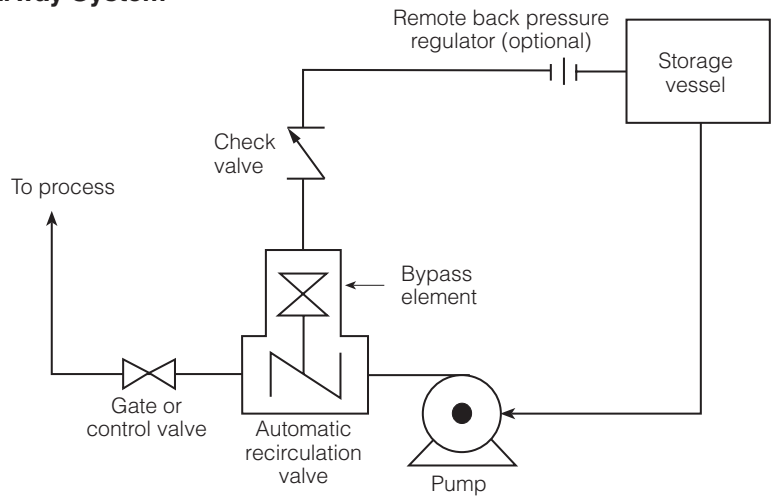 System
Remote back pressure
regulator (optional)
Storage
vessel
Check
valve
To process
Bypass
element
Gate or
control valve
Automatic
recirculation
valve
Pump